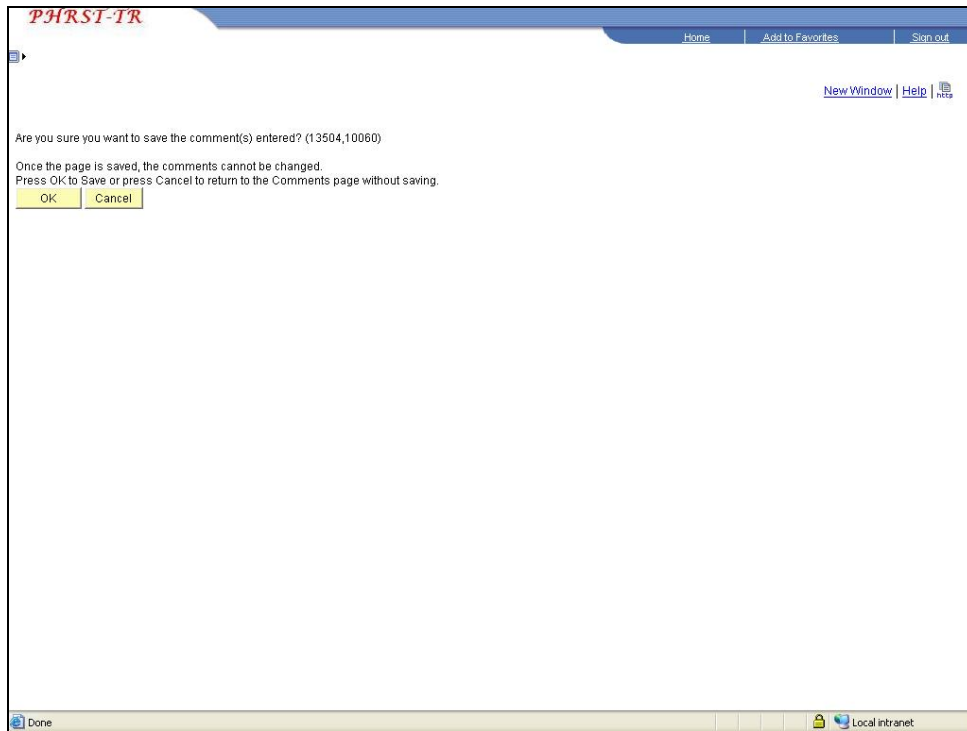 PHRST-TR
Home | Add to Favorites | Sign out
New Window | Help | http
Are you sure you want to save the comment(s) entered? (13504,10060)
Once the page is saved, the comments cannot be changed.
Press OK to Save or press Cancel to return to the Comments page without saving.
OK Cancel
Done Local intranet